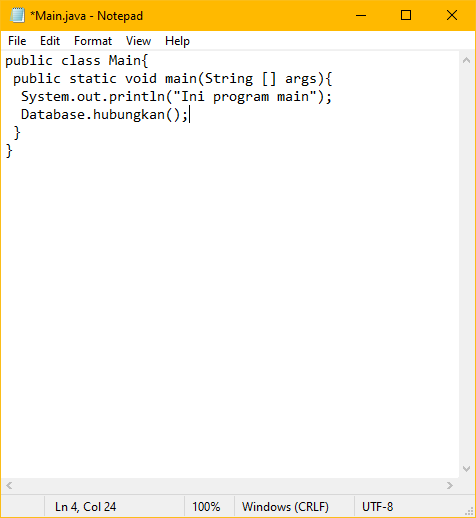 *Main.java - Notepad
File Edit Format View Help
public class Main{
 public static void main(String [] args){
  System.out.println("Ini program main");
  Database.hubungkan();
 }
}
Ln 4, Col 24 100% Windows (CRLF) UTF-8